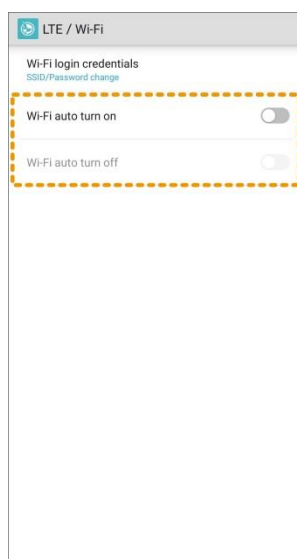 LTE / Wi-Fi
Wi-Fi login credentials
SSID/Password change
Wi-Fi auto turn on
Wi-Fi auto turn off